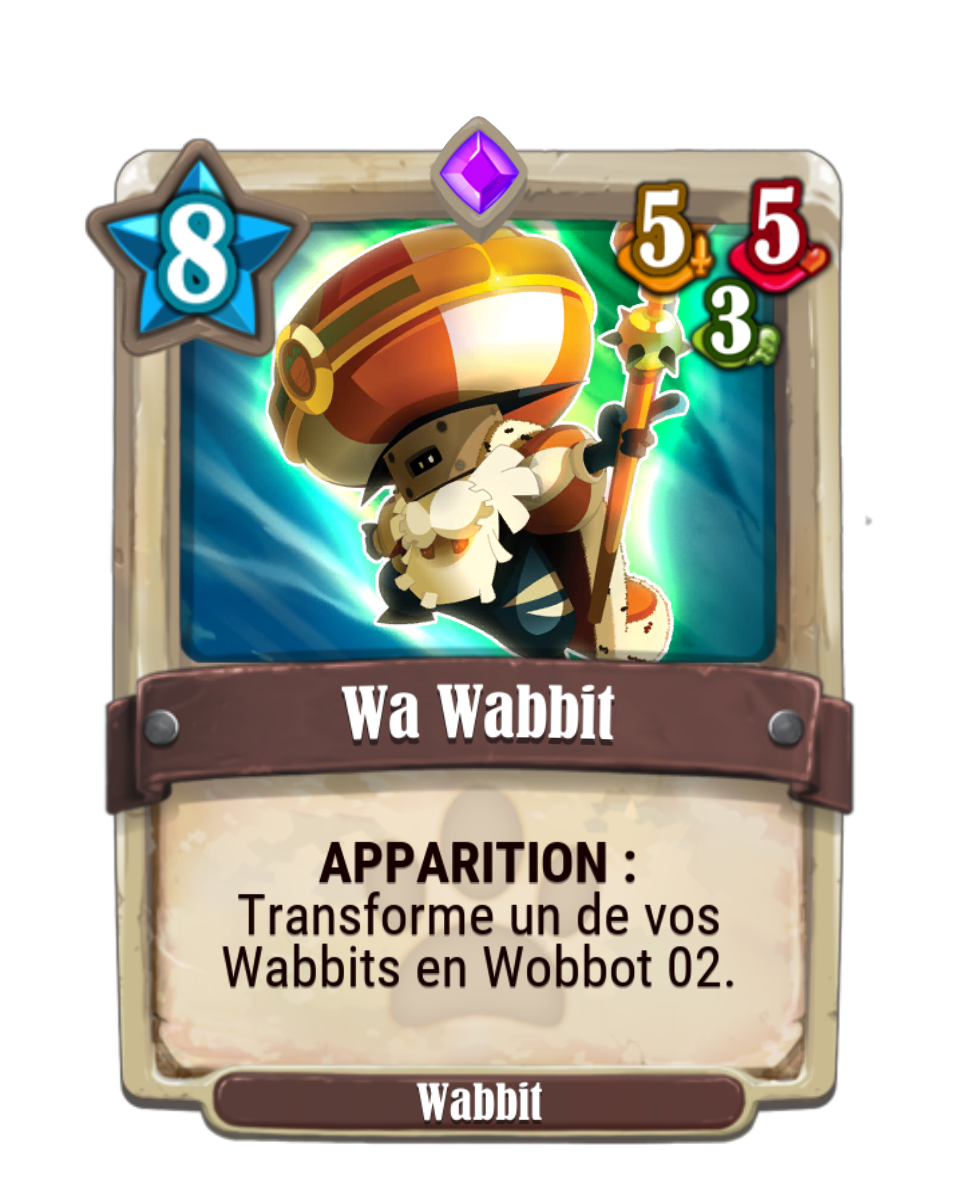 8
5
5
3
Wa Wabbit
APPARITION :
Transforme un de vos
Wabbits en Wobbot 02.
Wabbit